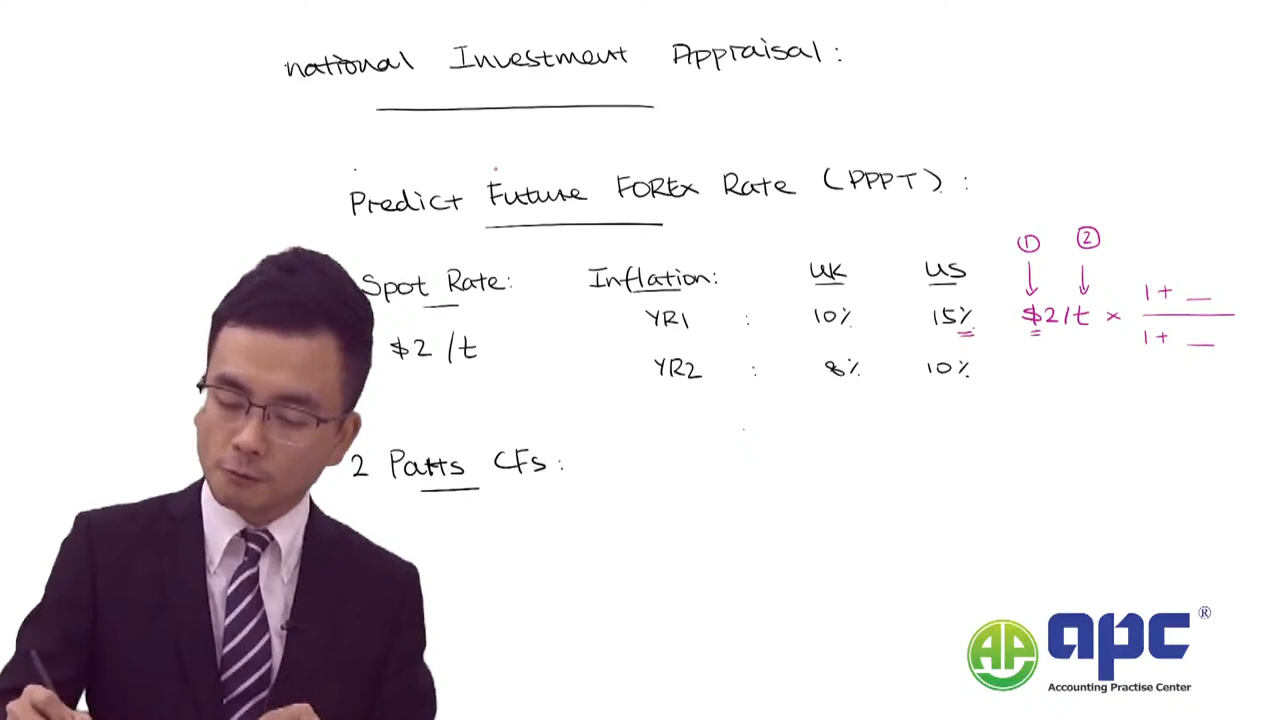 national Investment Appraisal:
Predict Future FOREX Rate (PPPT):
Spot Rate:
$2 /t
Inflation: UK US
YR1 : 10% 15%
YR2 : 8% 10%
① ②
$2/t × 1+ __
1+ __
2 Parts CFs:
AP apc ®
Accounting Practise Center